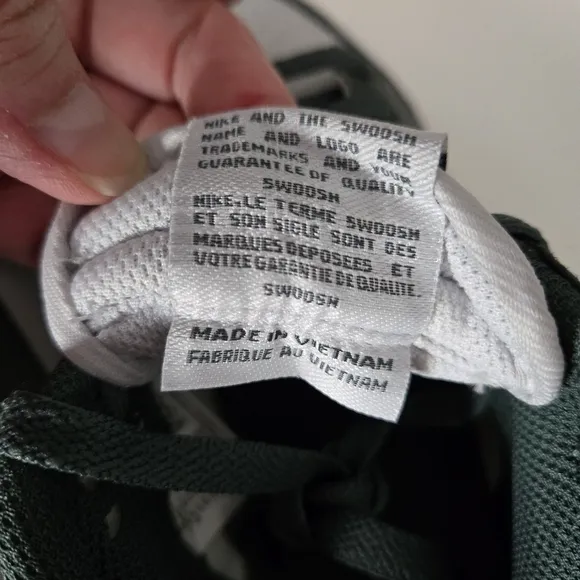 NIKE AND THE SWOOSH
NAME AND LOGO ARE
TRADEMARKS AND YOUR
GUARANTEE OF QUALITY
SWOOSH
NIKE.LE TERME SWOOSH
ET SON SIGLE SONT DES
MARQUES DEPOSEES ET
VOTRE GARANTIE DE QUALITE.
SWOOSH
MADE IN VIETNAM
FABRIQUE AU VIETNAM